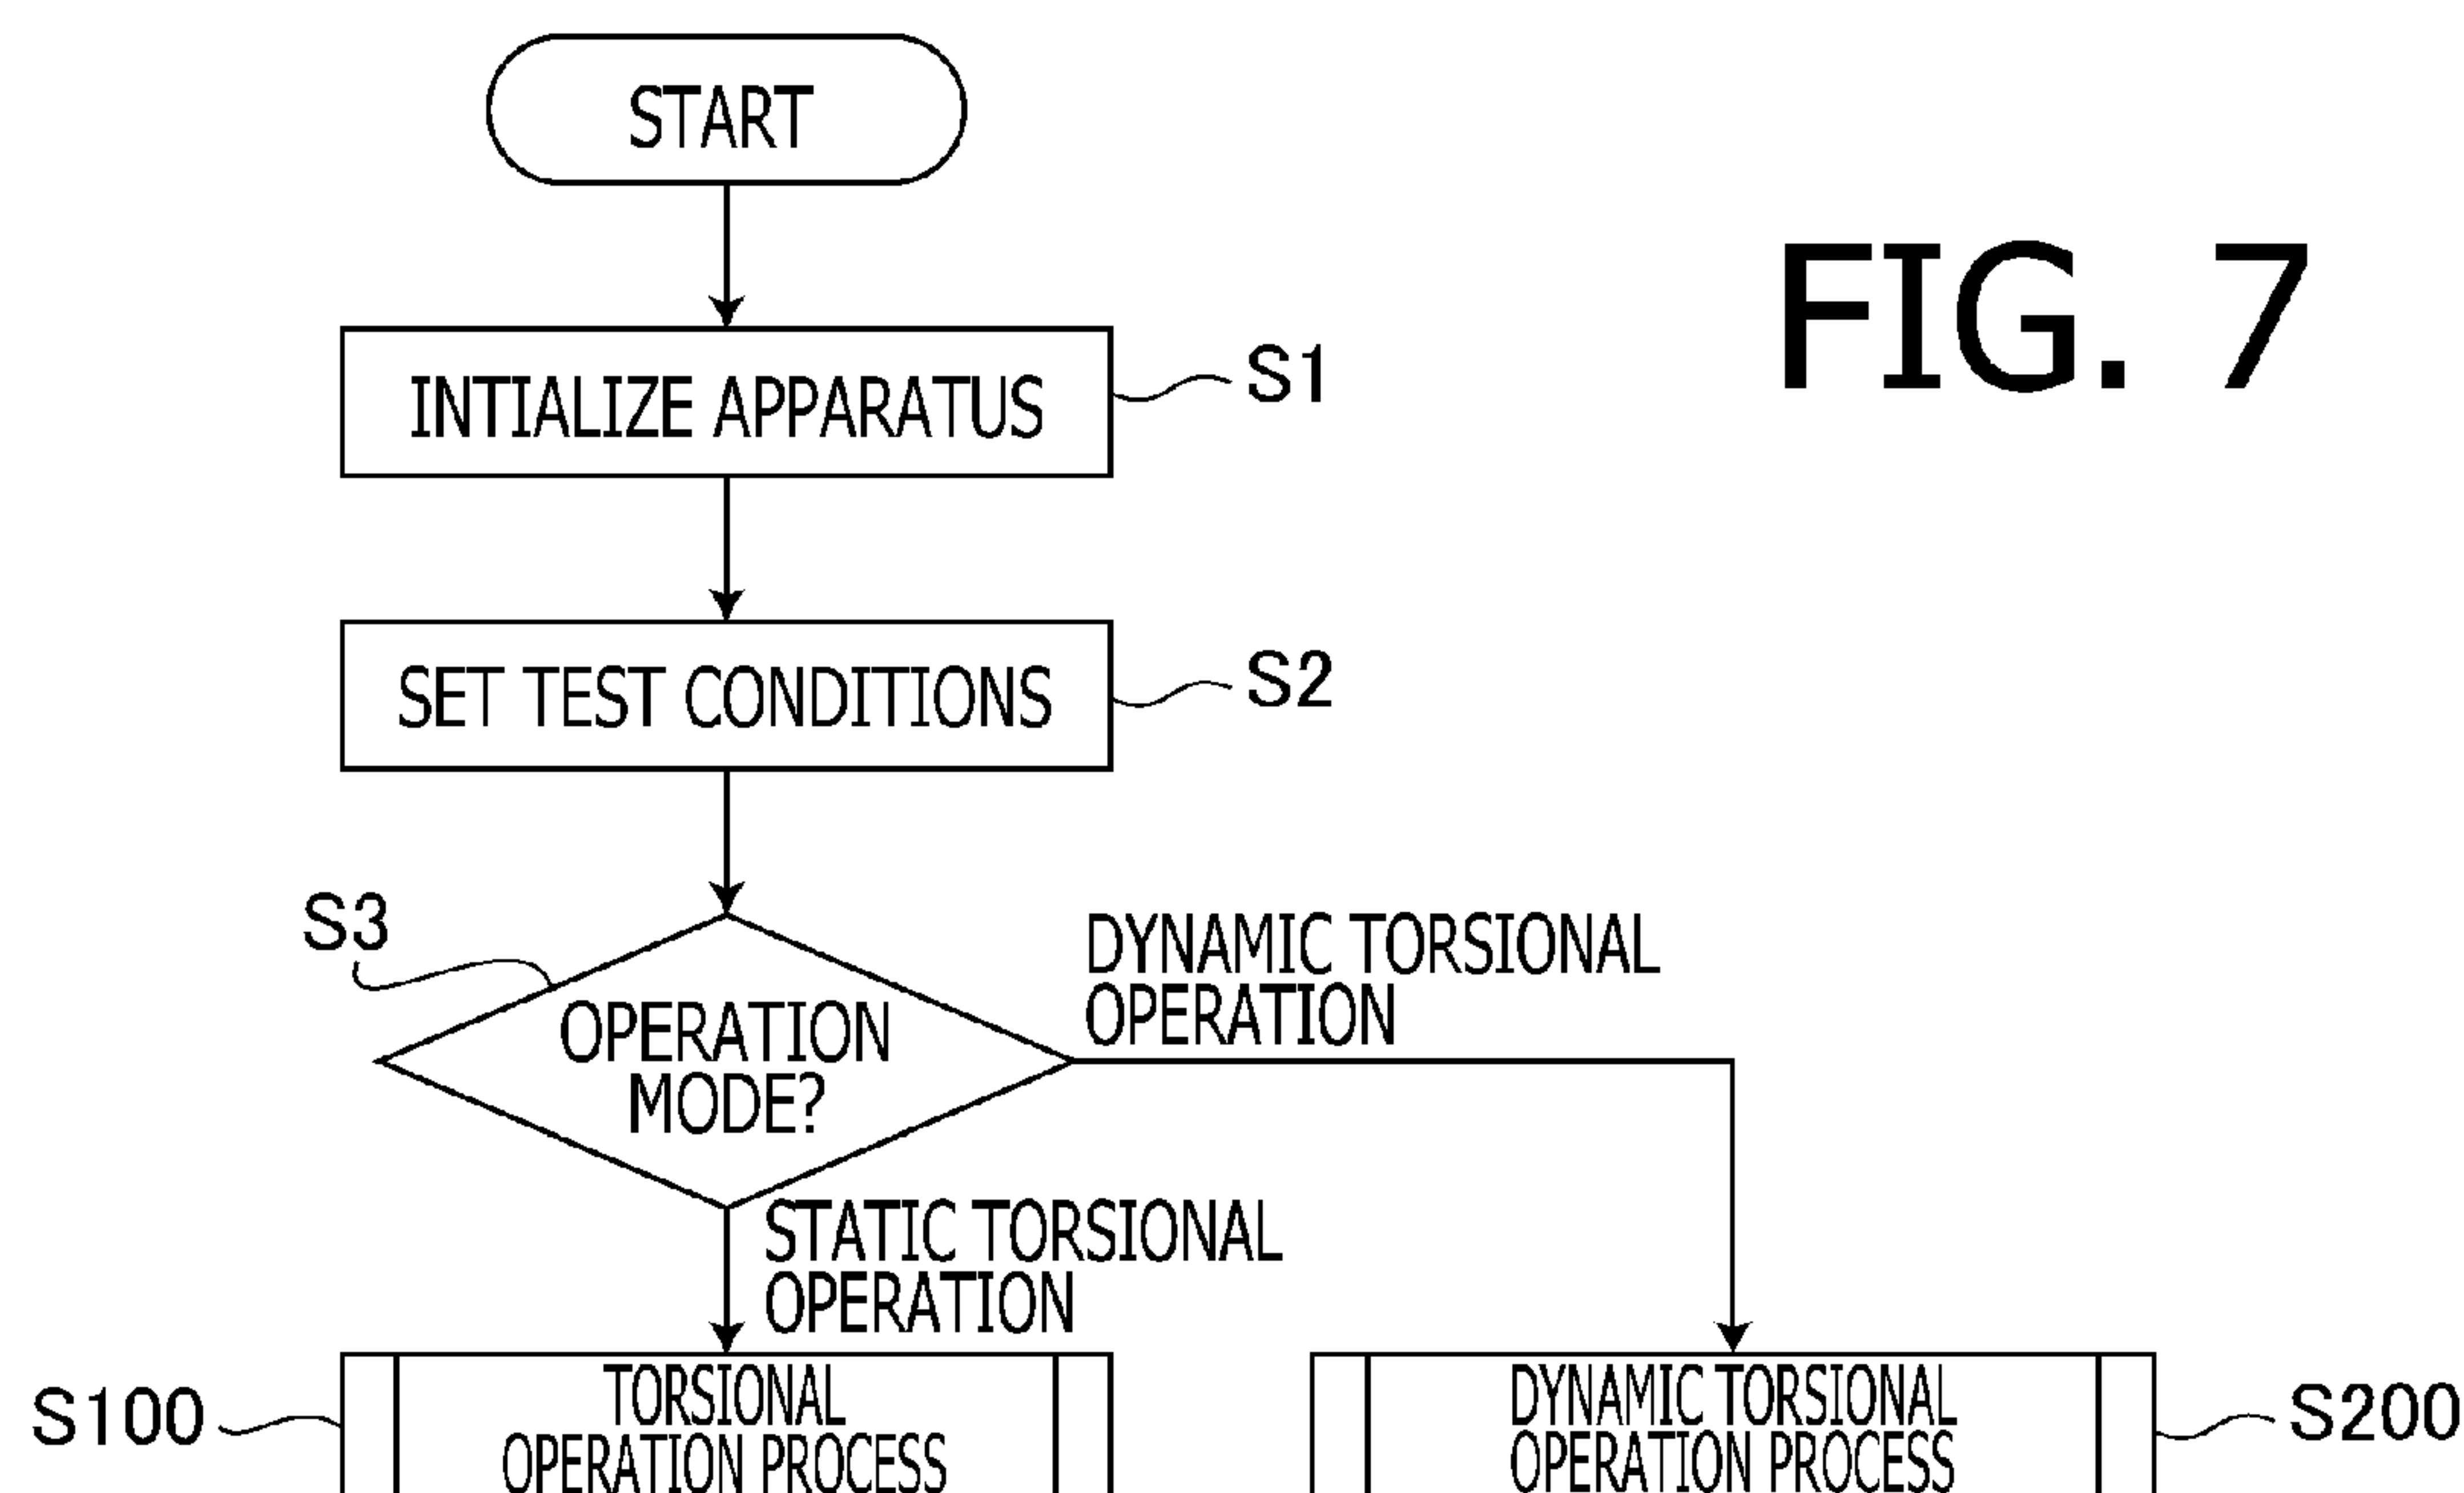 START
FIG. 7
INTIALIZE APPARATUS
S1
SET TEST CONDITIONS
S2
S3
OPERATION
MODE?
DYNAMIC TORSIONAL
OPERATION
STATIC TORSIONAL
OPERATION
S100
TORSIONAL
OPERATION PROCESS
DYNAMIC TORSIONAL
OPERATION PROCESS
S200